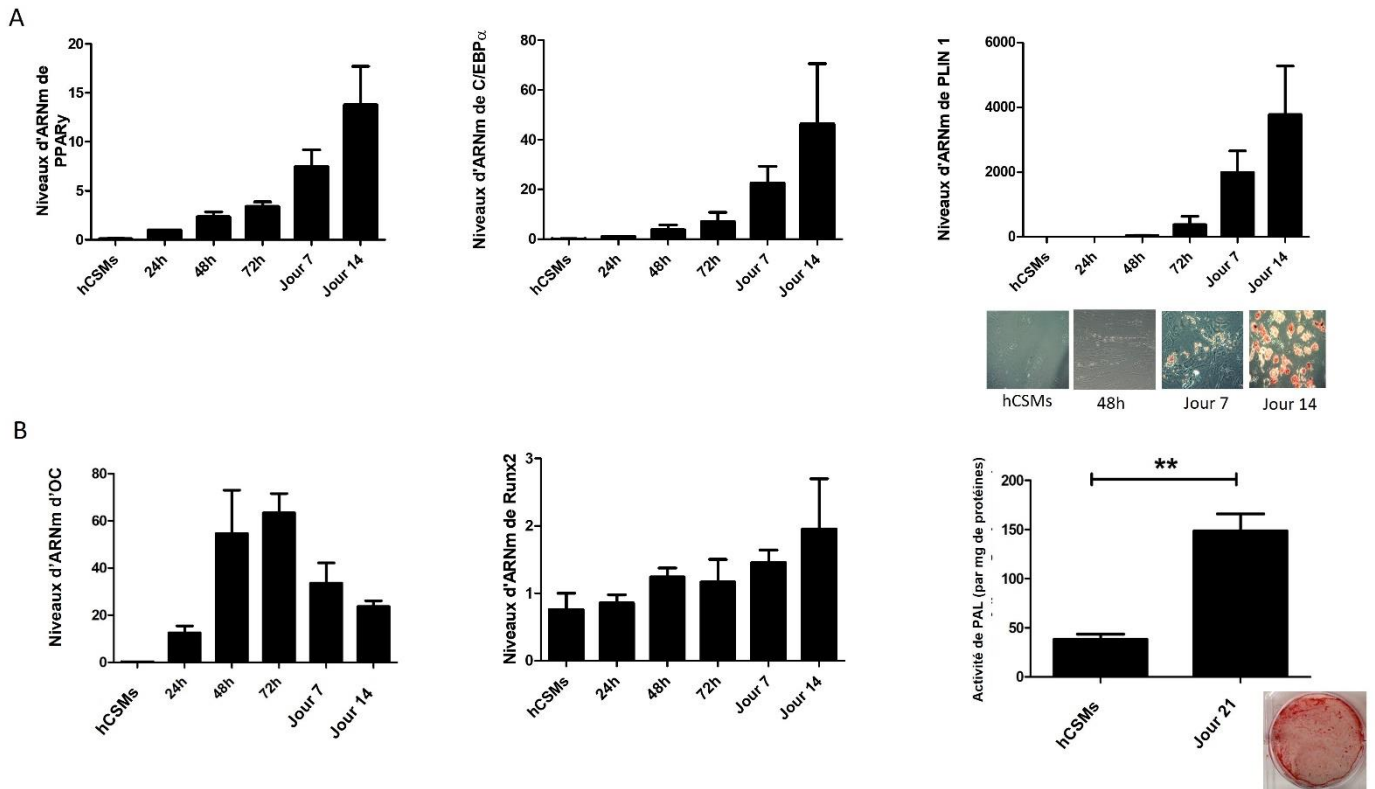 A
Niveaux d'ARNm de
PPARγ
20
15
10
5
0
hCSMs
24h
48h
72h
Jour 7
Jour 14
Niveaux d'ARNm de C/EBPα
80
60
40
20
0
hCSMs
24h
48h
72h
Jour 7
Jour 14
Niveaux d'ARNm de PLIN 1
6000
4000
2000
0
hCSMs
24h
48h
72h
Jour 7
Jour 14
hCSMs
48h
Jour 7
Jour 14
B
Niveaux d'ARNm d'OC
80
60
40
20
0
hCSMs
24h
48h
72h
Jour 7
Jour 14
Niveaux d'ARNm de Runx2
3
2
1
0
hCSMs
24h
48h
72h
Jour 7
Jour 14
Activité de PAL (par mg de protéines)
200
150
100
50
0
**
hCSMs
Jour 21